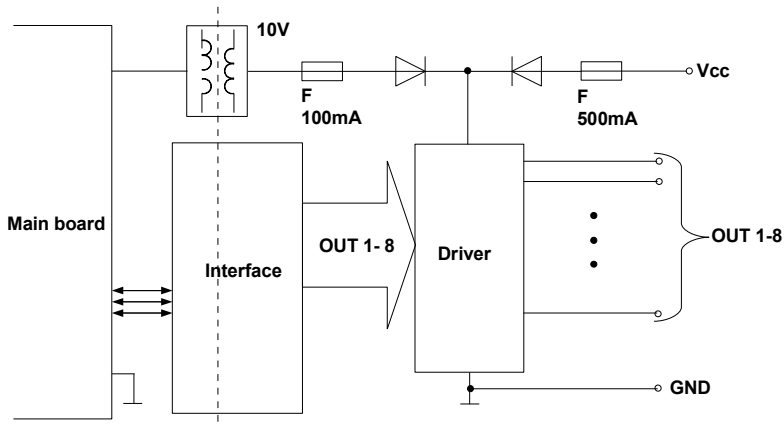 10V
F
100mA
F
500mA
Vcc
Main board
Interface
OUT 1- 8
Driver
OUT 1-8
GND